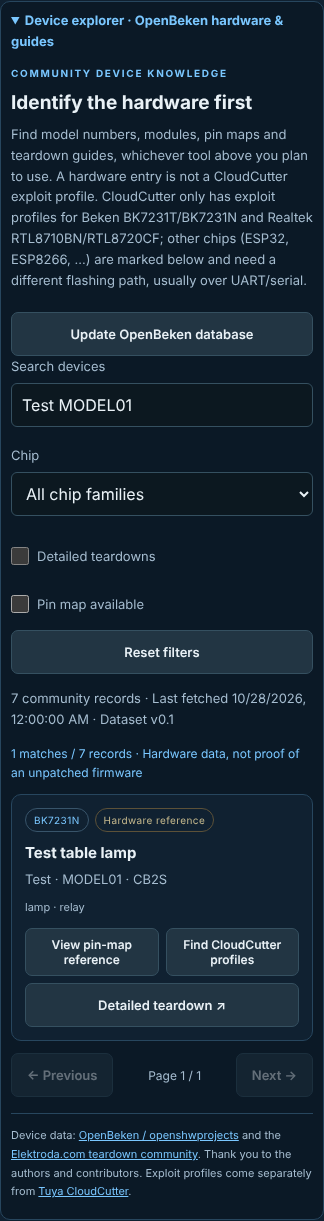 ▼ Device explorer · OpenBeken hardware &
guides
COMMUNITY DEVICE KNOWLEDGE
Identify the hardware first
Find model numbers, modules, pin maps and
teardown guides, whichever tool above you plan
to use. A hardware entry is not a CloudCutter
exploit profile. CloudCutter only has exploit
profiles for Beken BK7231T/BK7231N and Realtek
RTL8710BN/RTL8720CF; other chips (ESP32,
ESP8266, ...) are marked below and need a
different flashing path, usually over UART/serial.
Update OpenBeken database
Search devices
Test MODEL01
Chip
All chip families
Detailed teardowns
Pin map available
Reset filters
7 community records · Last fetched 10/28/2026,
12:00:00 AM · Dataset v0.1
1 matches / 7 records · Hardware data, not proof of
an unpatched firmware
BK7231N Hardware reference
Test table lamp
Test · MODEL01 · CB2S
lamp · relay
View pin-map
reference
Find CloudCutter
profiles
Detailed teardown ↗
← Previous Page 1 / 1 Next →
Device data: OpenBeken / openshwprojects and the
Elektroda.com teardown community. Thank you to the
authors and contributors. Exploit profiles come separately
from Tuya CloudCutter.